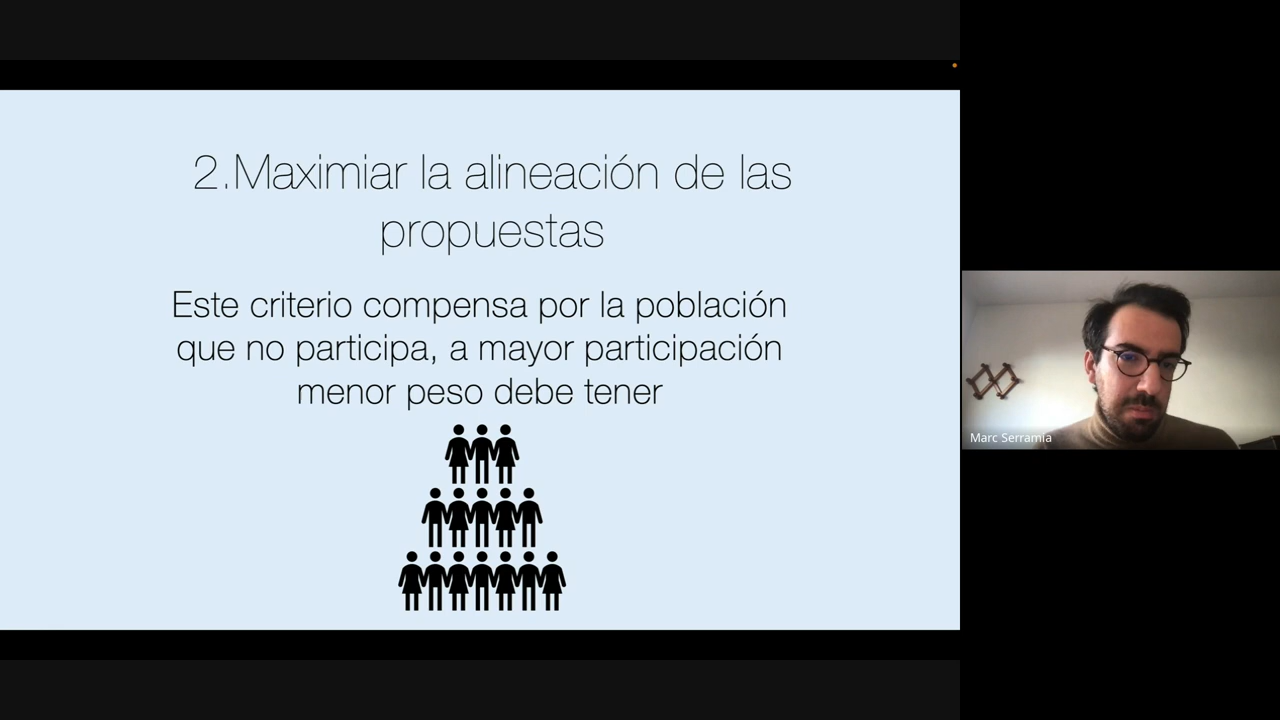 2.Maximiar la alineación de las
propuestas
Este criterio compensa por la población
que no participa, a mayor participación
menor peso debe tener
Marc Serramia